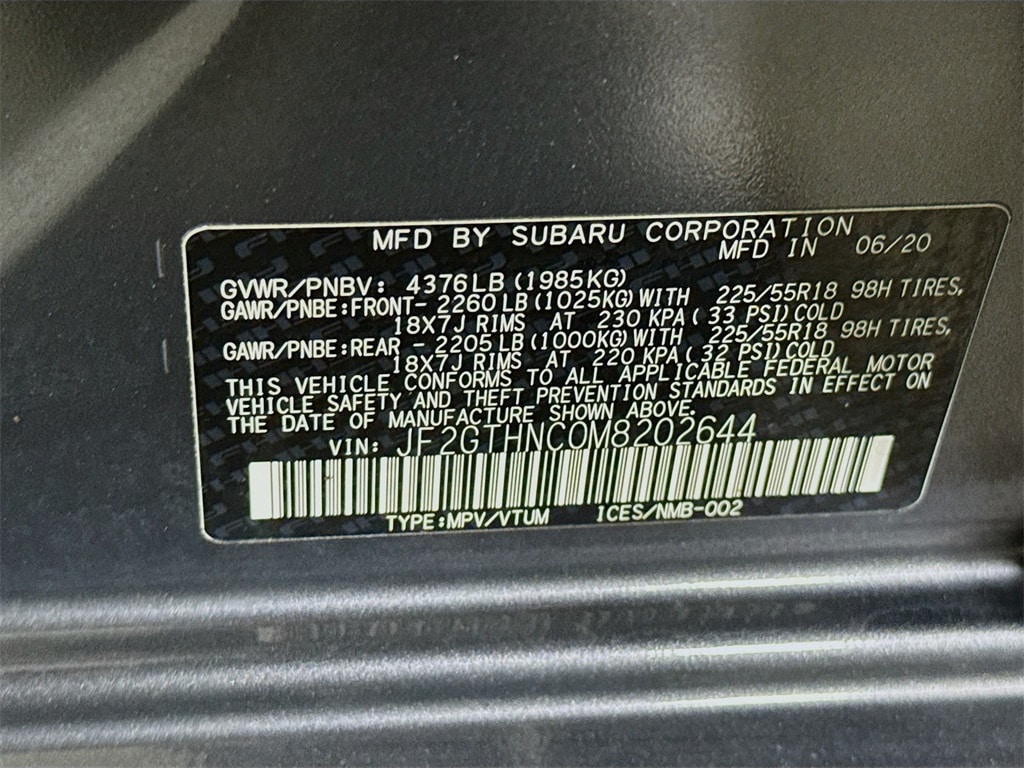 MFD BY SUBARU CORPORATION
MFD IN 06/20
GVWR/PNBV: 4376LB (1985KG)
GAWR/PNBE:FRONT- 2260LB (1025KG) WITH 225/55R18 98H TIRES,
18X7J RIMS AT 230 KPA( 33 PSI) COLD
GAWR/PNBE:REAR - 2205LB (1000KG) WITH 225/55R18 98H TIRES,
18X7J RIMS AT 220 KPA( 32 PSI) COLD
THIS VEHICLE CONFORMS TO ALL APPLICABLE FEDERAL MOTOR
VEHICLE SAFETY AND THEFT PREVENTION STANDARDS IN EFFECT ON
THE DATE OF MANUFACTURE SHOWN ABOVE.
VIN: JF2GTHNC0M8202644
TYPE:MPV/VTUM ICES/NMB-002